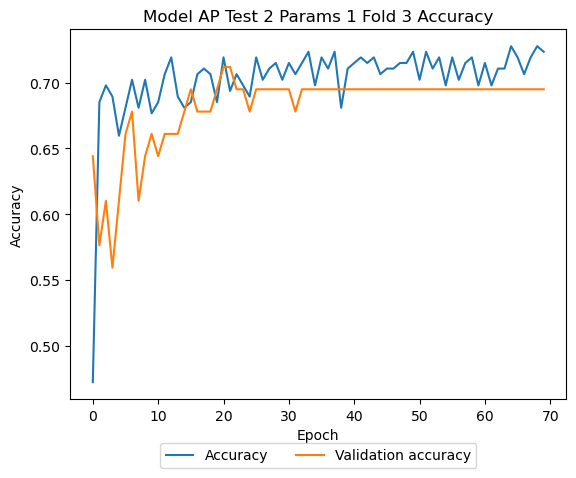 Model AP Test 2 Params 1 Fold 3 Accuracy
Accuracy
0.70
0.65
0.60
0.55
0.50
0 10 20 30 40 50 60 70
Epoch
Accuracy Validation accuracy